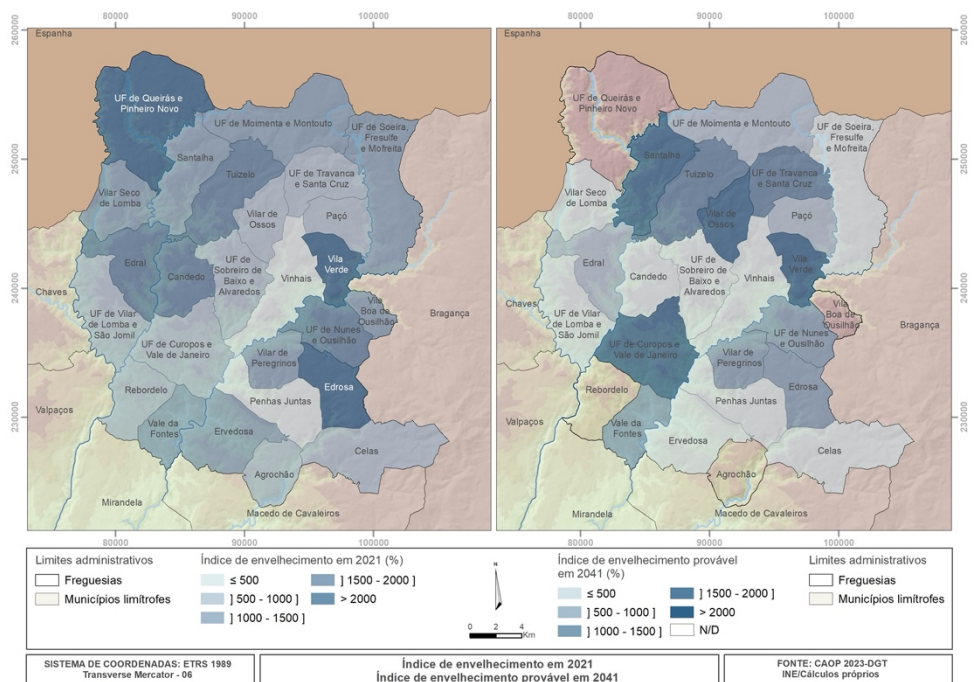 80000 90000 100000
80000 90000 100000
260000
250000
240000
230000
Espanha
UF de Queirás e
Pinheiro Novo
UF de Moimenta e Montouto
UF de Soeira,
Fresulfe
e Mofreita
Santalha
Tuizelo
UF de Travanca
e Santa Cruz
Vilar Seco
de Lomba
Vilar de
Ossos
Paçó
Edral
Candedo
UF de
Sobreiro de
Baixo e
Alvaredos
Vinhais
Vila
Verde
Chaves
Vila
Boa de
Ousilhão
Bragança
UF de Vilar
de Lomba e
São Jomil
UF de Nunes
e Ousilhão
UF de Curopos e
Vale de Janeiro
Vilar de
Peregrinos
Edrosa
Rebordelo
Penhas Juntas
Valpaços
Vale da
Fontes
Ervedosa
Celas
Agrochão
Mirandela
Macedo de Cavaleiros
80000 90000 100000
Espanha
260000
250000
240000
230000
UF de Queirás e
Pinheiro Novo
UF de Moimenta e Montouto
UF de Soeira,
Fresulfe
e Mofreita
Santalha
Tuizelo
UF de Travanca
e Santa Cruz
Vilar Seco
de Lomba
Vilar de
Ossos
Paçó
Edral
Candedo
UF de
Sobreiro de
Baixo e
Alvaredos
Vinhais
Vila
Verde
Chaves
Vila
Boa de
Ousilhão
Bragança
UF de Vilar
de Lomba e
São Jomil
UF de Nunes
e Ousilhão
UF de Curopos e
Vale de Janeiro
Vilar de
Peregrinos
Edrosa
Rebordelo
Penhas Juntas
Valpaços
Vale da
Fontes
Ervedosa
Celas
Agrochão
Mirandela
Macedo de Cavaleiros
80000 90000 100000
Limites administrativos
Freguesias
Municípios limítrofes
Índice de envelhecimento em 2021 (%)
≤ 500
] 500 - 1000 ]
] 1000 - 1500 ]
] 1500 - 2000 ]
> 2000
N
0 2 4
Km
Índice de envelhecimento provável
em 2041 (%)
≤ 500
] 500 - 1000 ]
] 1000 - 1500 ]
] 1500 - 2000 ]
> 2000
N/D
Limites administrativos
Freguesias
Municípios limítrofes
SISTEMA DE COORDENADAS: ETRS 1989
Transverse Mercator - 06
Índice de envelhecimento em 2021
Índice de envelhecimento provável em 2041
FONTE: CAOP 2023-DGT
INE/Cálculos próprios